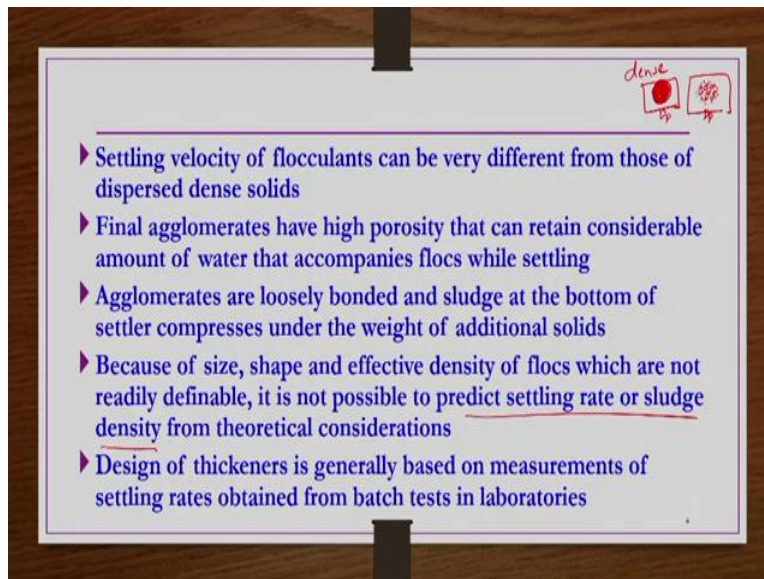 dense
Dp Dp
Settling velocity of flocculants can be very different from those of
dispersed dense solids
Final agglomerates have high porosity that can retain considerable
amount of water that accompanies flocs while settling
Agglomerates are loosely bonded and sludge at the bottom of
settler compresses under the weight of additional solids
Because of size, shape and effective density of flocs which are not
readily definable, it is not possible to predict settling rate or sludge
density from theoretical considerations
Design of thickeners is generally based on measurements of
settling rates obtained from batch tests in laboratories